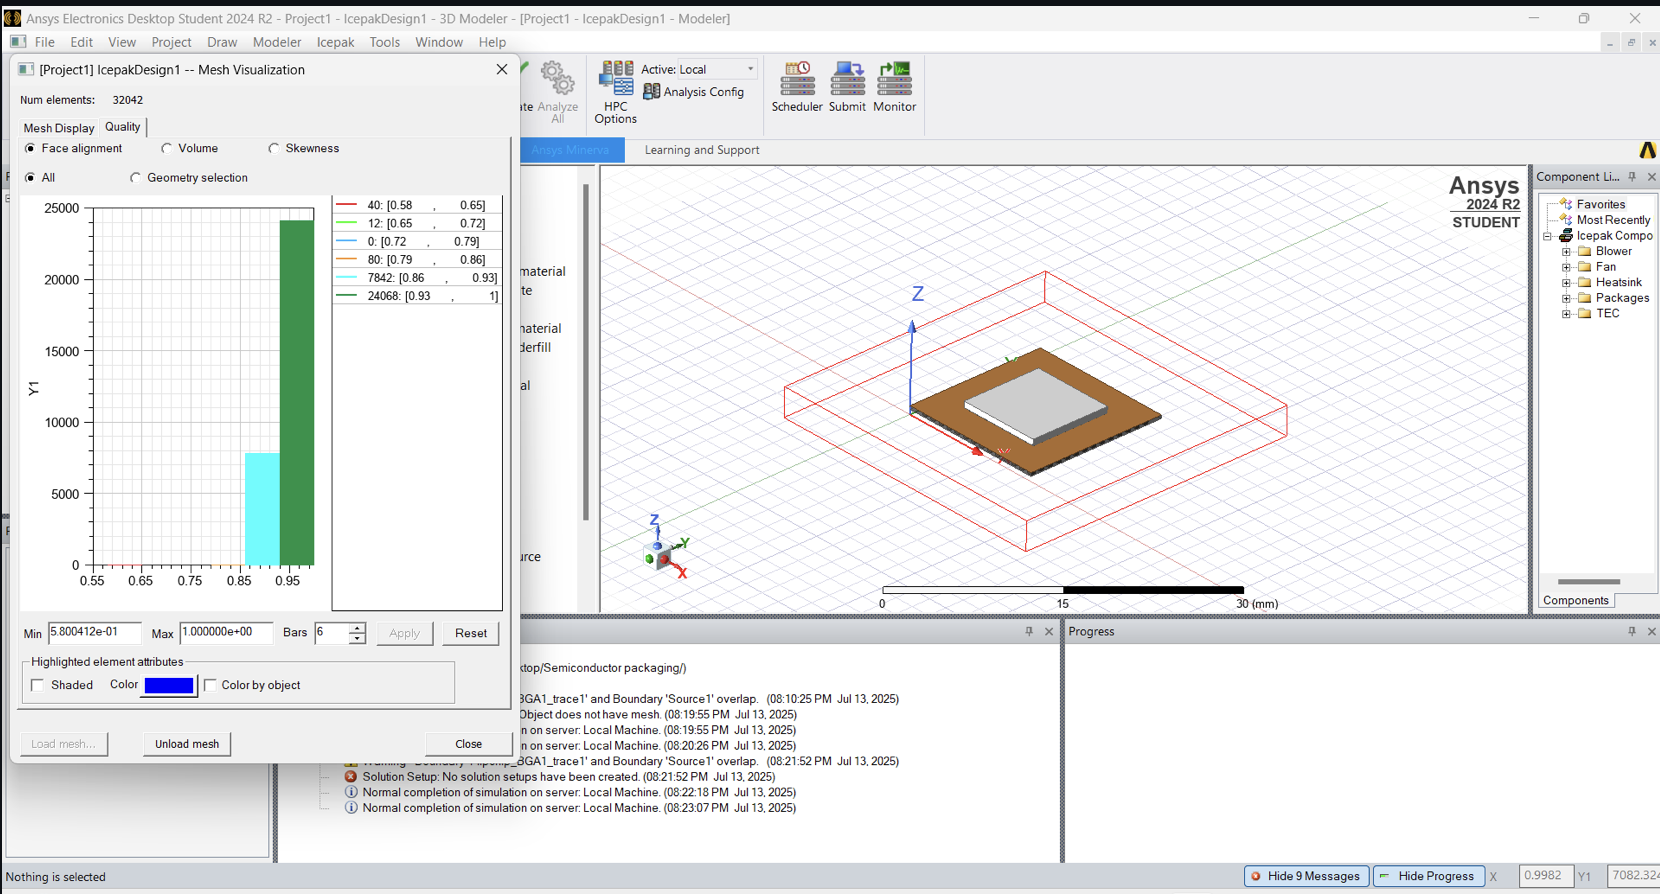 Ansys Electronics Desktop Student 2024 R2 - Project1 - IcepakDesign1 - 3D Modeler - [Project1 - IcepakDesign1 - Modeler]
File Edit View Project Draw Modeler Icepak Tools Window Help
[Project1] IcepakDesign1 -- Mesh Visualization
Num elements: 32042
Mesh Display Quality
Face alignment Volume Skewness
All Geometry selection
25000
20000
15000
10000
5000
0
Y1
0.55 0.65 0.75 0.85 0.95
40: [0.58 , 0.65]
12: [0.65 , 0.72]
0: [0.72 , 0.79]
80: [0.79 , 0.86]
7842: [0.86 , 0.93]
24068: [0.93 , 1]
Min 5.800412e-01 Max 1.000000e+00 Bars 6 Apply Reset
Highlighted element attributes
Shaded Color Color by object
Load mesh... Unload mesh Close
ate Analyze All
HPC Options
Active: Local
Analysis Config
Scheduler Submit Monitor
Ansys Minerva Learning and Support
material
te
naterial
derfill
al
urce
Ansys
2024 R2
STUDENT
Z
Z
Y
X
0 15 30 (mm)
Component Li...
Favorites
Most Recently
Icepak Compo
Blower
Fan
Heatsink
Packages
TEC
Components
Progress
ktop/Semiconductor packaging/)
BGA1_trace1' and Boundary 'Source1' overlap. (08:10:25 PM Jul 13, 2025)
Object does not have mesh. (08:19:55 PM Jul 13, 2025)
n on server: Local Machine. (08:19:55 PM Jul 13, 2025)
n on server: Local Machine. (08:20:26 PM Jul 13, 2025)
BGA1_trace1' and Boundary 'Source1' overlap. (08:21:52 PM Jul 13, 2025)
Solution Setup: No solution setups have been created. (08:21:52 PM Jul 13, 2025)
Normal completion of simulation on server: Local Machine. (08:22:18 PM Jul 13, 2025)
Normal completion of simulation on server: Local Machine. (08:23:07 PM Jul 13, 2025)
Nothing is selected
Hide 9 Messages Hide Progress X 0.9982 Y1 7082.324